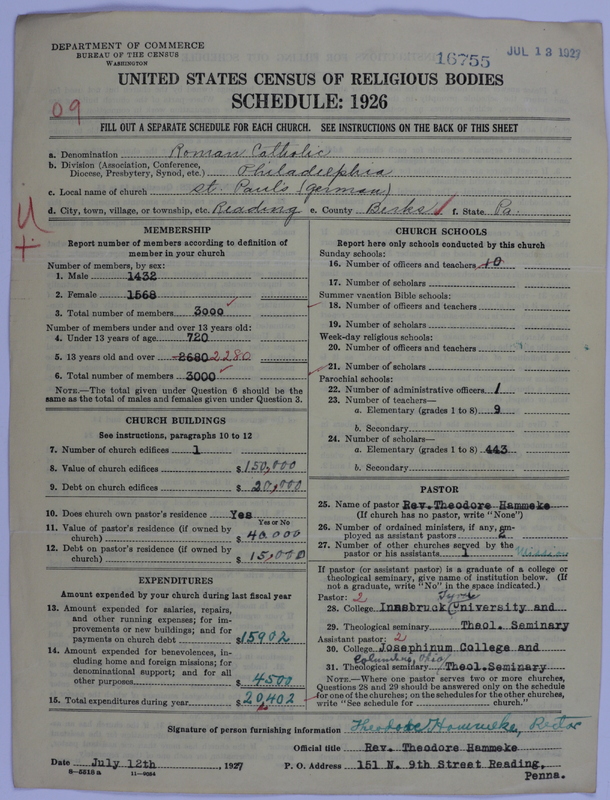 DEPARTMENT OF COMMERCE
BUREAU OF THE CENSUS
WASHINGTON
16755
JUL 13 1927
UNITED STATES CENSUS OF RELIGIOUS BODIES
SCHEDULE: 1926
09
FILL OUT A SEPARATE SCHEDULE FOR EACH CHURCH. SEE INSTRUCTIONS ON THE BACK OF THIS SHEET
a. Denomination Roman Catholic
b. Division (Association, Conference, Diocese, Presbytery, Synod, etc.) Philadelphia
c. Local name of church St. Paul's (german)
d. City, town, village, or township, etc. Reading e. County Berks f. State Pa.
MEMBERSHIP
Report number of members according to definition of
member in your church
Number of members, by sex:
1. Male 1432
2. Female 1568
3. Total number of members 3000
Number of members under and over 13 years old:
4. Under 13 years of age 720
5. 13 years old and over 2680 2280
6. Total number of members 3000
NOTE.—The total given under Question 6 should be the
same as the total of males and females given under Question 3.
CHURCH BUILDINGS
See instructions, paragraphs 10 to 12
7. Number of church edifices 1
8. Value of church edifices $150,000
9. Debt on church edifices $ 20,000
10. Does church own pastor's residence Yes
Yes or No
11. Value of pastor's residence (if owned by
church) $ 40,000
12. Debt on pastor's residence (if owned by
church) $ 15,000
EXPENDITURES
Amount expended by your church during last fiscal year
13. Amount expended for salaries, repairs,
and other running expenses; for im-
provements or new buildings; and for
payments on church debt $15902
14. Amount expended for benevolences, in-
cluding home and foreign missions; for
denominational support; and for all
other purposes $ 4500
15. Total expenditures during year $ 20,402
CHURCH SCHOOLS
Report here only schools conducted by this church
Sunday schools:
16. Number of officers and teachers 10
17. Number of scholars
Summer vacation Bible schools:
18. Number of officers and teachers
19. Number of scholars
Week-day religious schools:
20. Number of officers and teachers
21. Number of scholars
Parochial schools:
22. Number of administrative officers 1
23. Number of teachers—
a. Elementary (grades 1 to 8) 9
b. Secondary
24. Number of scholars—
a. Elementary (grades 1 to 8) 443
b. Secondary
PASTOR
25. Name of pastor Rev. Theodore Hammeke
(If church has no pastor, write "None")
26. Number of ordained ministers, if any, em-
ployed as assistant pastors 2
27. Number of other churches served by the
pastor or his assistants 1 Mission
If pastor (or assistant pastor) is a graduate of a college or
theological seminary, give name of institution below. (If
not a graduate, write "No" in the space indicated.)
Pastor: 2
28. College Innsbruck University and
29. Theological seminary Theol. Seminary
Assistant pastor: 2
30. College Josephinum College and
Columbus, Ohio
31. Theological seminary Theol. Seminary
NOTE.—Where one pastor serves two or more churches,
Questions 28 and 29 should be answered only on the schedule
for one of the churches; on the schedules for the other churches,
write "See schedule for church."
Signature of person furnishing information Theodore Hammeke, Rector
Official title Rev. Theodore Hammeke
Date July 12th, 1927 P. O. Address 151 N. 9th Street Reading,
Penna.
8—5518 a 11—9084